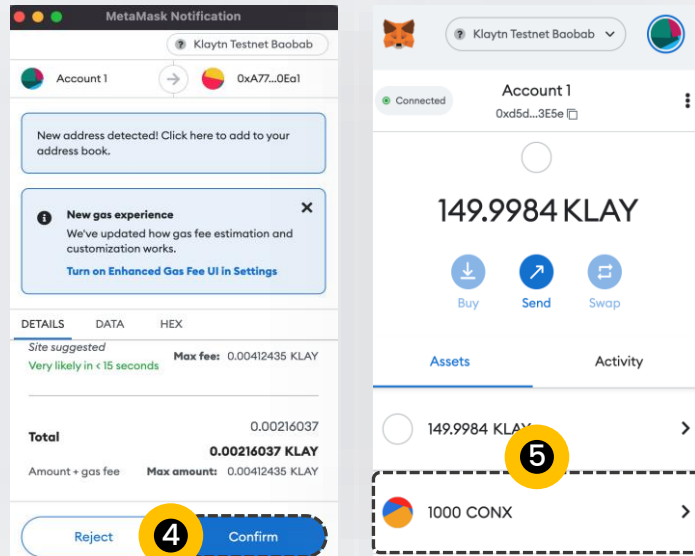 MetaMask Notification
Klaytn Testnet Baobab
Account 1
0xA77...0Ea1
New address detected! Click here to add to your
address book.
New gas experience
We've updated how gas fee estimation and
customization works.
Turn on Enhanced Gas Fee UI in Settings
DETAILS DATA HEX
Site suggested
Very likely in < 15 seconds
Max fee: 0.00412435 KLAY
0.00216037
Total
0.00216037 KLAY
Amount + gas fee Max amount: 0.00412435 KLAY
Reject
4
Confirm
Klaytn Testnet Baobab
Connected
Account 1
0xd5d...3E5e
149.9984 KLAY
Buy Send Swap
Assets Activity
149.9984 KLAY
5
1000 CONX